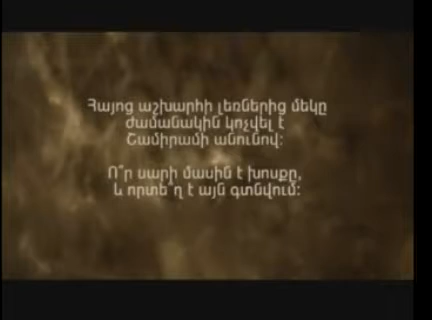 Հայոց աշխարհի լեռներից մեկը
ժամանակին կոչվել է
Շամիրամի անունով:
Ո՞ր սարի մասին է խոսքը,
և որտե՞ղ է այն գտնվում: